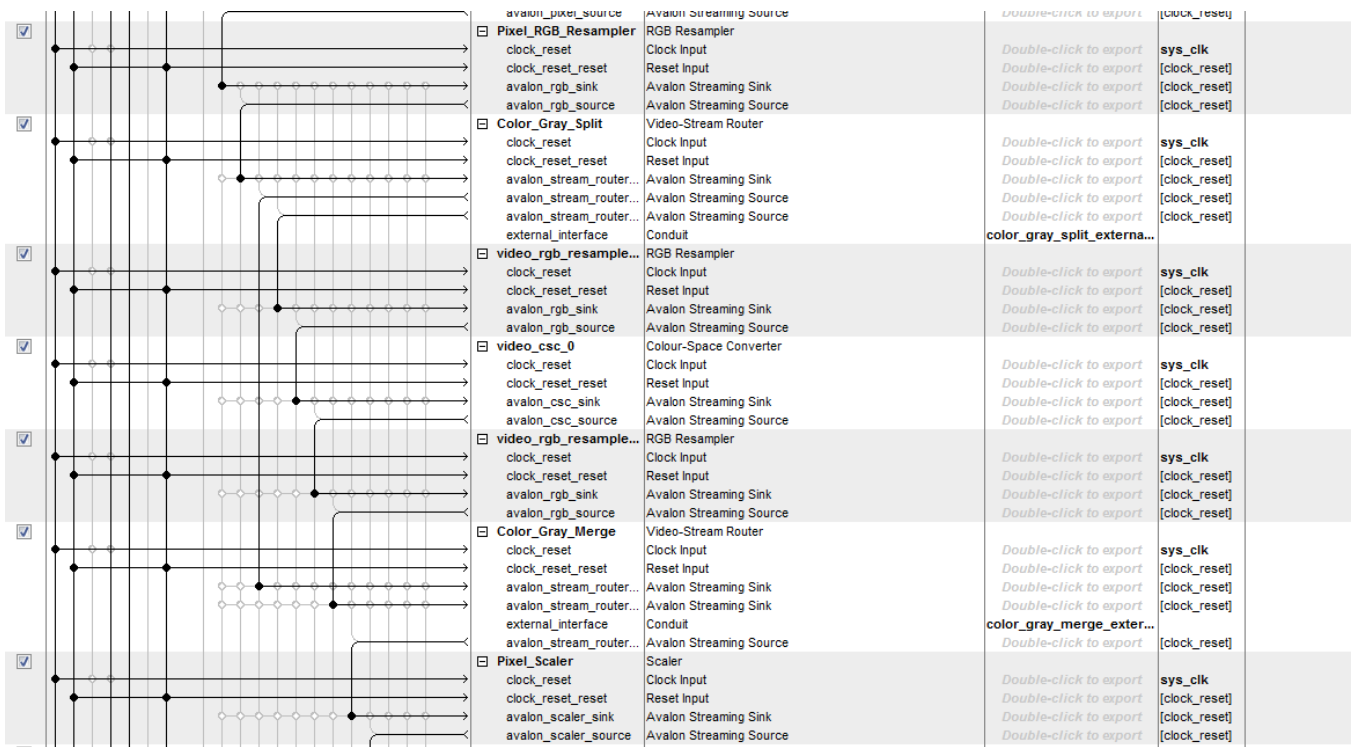 avalon_pixel_source Avalon Streaming Source Double-click to export [clock_reset]
Pixel_RGB_Resampler RGB Resampler
clock_reset Clock Input Double-click to export sys_clk
clock_reset_reset Reset Input Double-click to export [clock_reset]
avalon_rgb_sink Avalon Streaming Sink Double-click to export [clock_reset]
avalon_rgb_source Avalon Streaming Source Double-click to export [clock_reset]
Color_Gray_Split Video-Stream Router
clock_reset Clock Input Double-click to export sys_clk
clock_reset_reset Reset Input Double-click to export [clock_reset]
avalon_stream_router... Avalon Streaming Sink Double-click to export [clock_reset]
avalon_stream_router... Avalon Streaming Source Double-click to export [clock_reset]
avalon_stream_router... Avalon Streaming Source Double-click to export [clock_reset]
external_interface Conduit color_gray_split_externa...
video_rgb_resample... RGB Resampler
clock_reset Clock Input Double-click to export sys_clk
clock_reset_reset Reset Input Double-click to export [clock_reset]
avalon_rgb_sink Avalon Streaming Sink Double-click to export [clock_reset]
avalon_rgb_source Avalon Streaming Source Double-click to export [clock_reset]
video_csc_0 Colour-Space Converter
clock_reset Clock Input Double-click to export sys_clk
clock_reset_reset Reset Input Double-click to export [clock_reset]
avalon_csc_sink Avalon Streaming Sink Double-click to export [clock_reset]
avalon_csc_source Avalon Streaming Source Double-click to export [clock_reset]
video_rgb_resample... RGB Resampler
clock_reset Clock Input Double-click to export sys_clk
clock_reset_reset Reset Input Double-click to export [clock_reset]
avalon_rgb_sink Avalon Streaming Sink Double-click to export [clock_reset]
avalon_rgb_source Avalon Streaming Source Double-click to export [clock_reset]
Color_Gray_Merge Video-Stream Router
clock_reset Clock Input Double-click to export sys_clk
clock_reset_reset Reset Input Double-click to export [clock_reset]
avalon_stream_router... Avalon Streaming Sink Double-click to export [clock_reset]
avalon_stream_router... Avalon Streaming Sink Double-click to export [clock_reset]
external_interface Conduit color_gray_merge_exter...
avalon_stream_router... Avalon Streaming Source Double-click to export [clock_reset]
Pixel_Scaler Scaler
clock_reset Clock Input Double-click to export sys_clk
clock_reset_reset Reset Input Double-click to export [clock_reset]
avalon_scaler_sink Avalon Streaming Sink Double-click to export [clock_reset]
avalon_scaler_source Avalon Streaming Source Double-click to export [clock_reset]